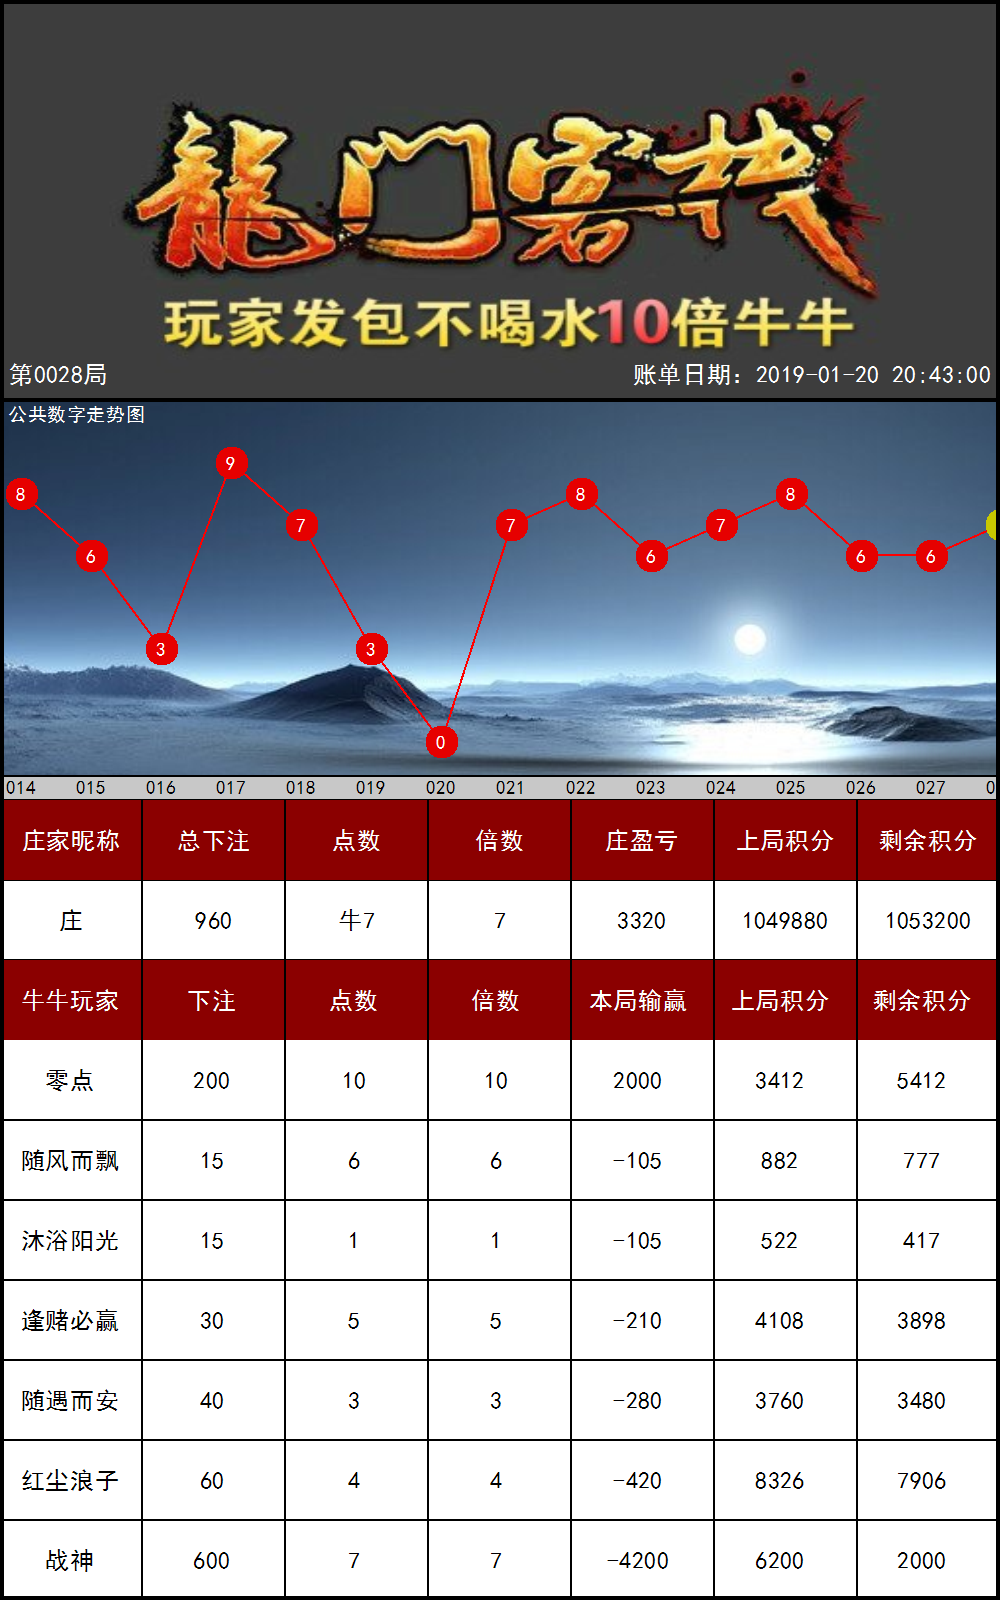 龍门客栈
玩家发包不喝水10倍牛牛
第0028局 账单日期：2019-01-20 20:43:00
公共数字走势图
8 6 3 9 7 3 0 7 8 6 7 8 6 6
014 015 016 017 018 019 020 021 022 023 024 025 026 027 0
庄家昵称 总下注 点数 倍数 庄盈亏 上局积分 剩余积分
庄 960 牛7 7 3320 1049880 1053200
牛牛玩家 下注 点数 倍数 本局输赢 上局积分 剩余积分
零点 200 10 10 2000 3412 5412
随风而飘 15 6 6 -105 882 777
沐浴阳光 15 1 1 -105 522 417
逢赌必赢 30 5 5 -210 4108 3898
随遇而安 40 3 3 -280 3760 3480
红尘浪子 60 4 4 -420 8326 7906
战神 600 7 7 -4200 6200 2000